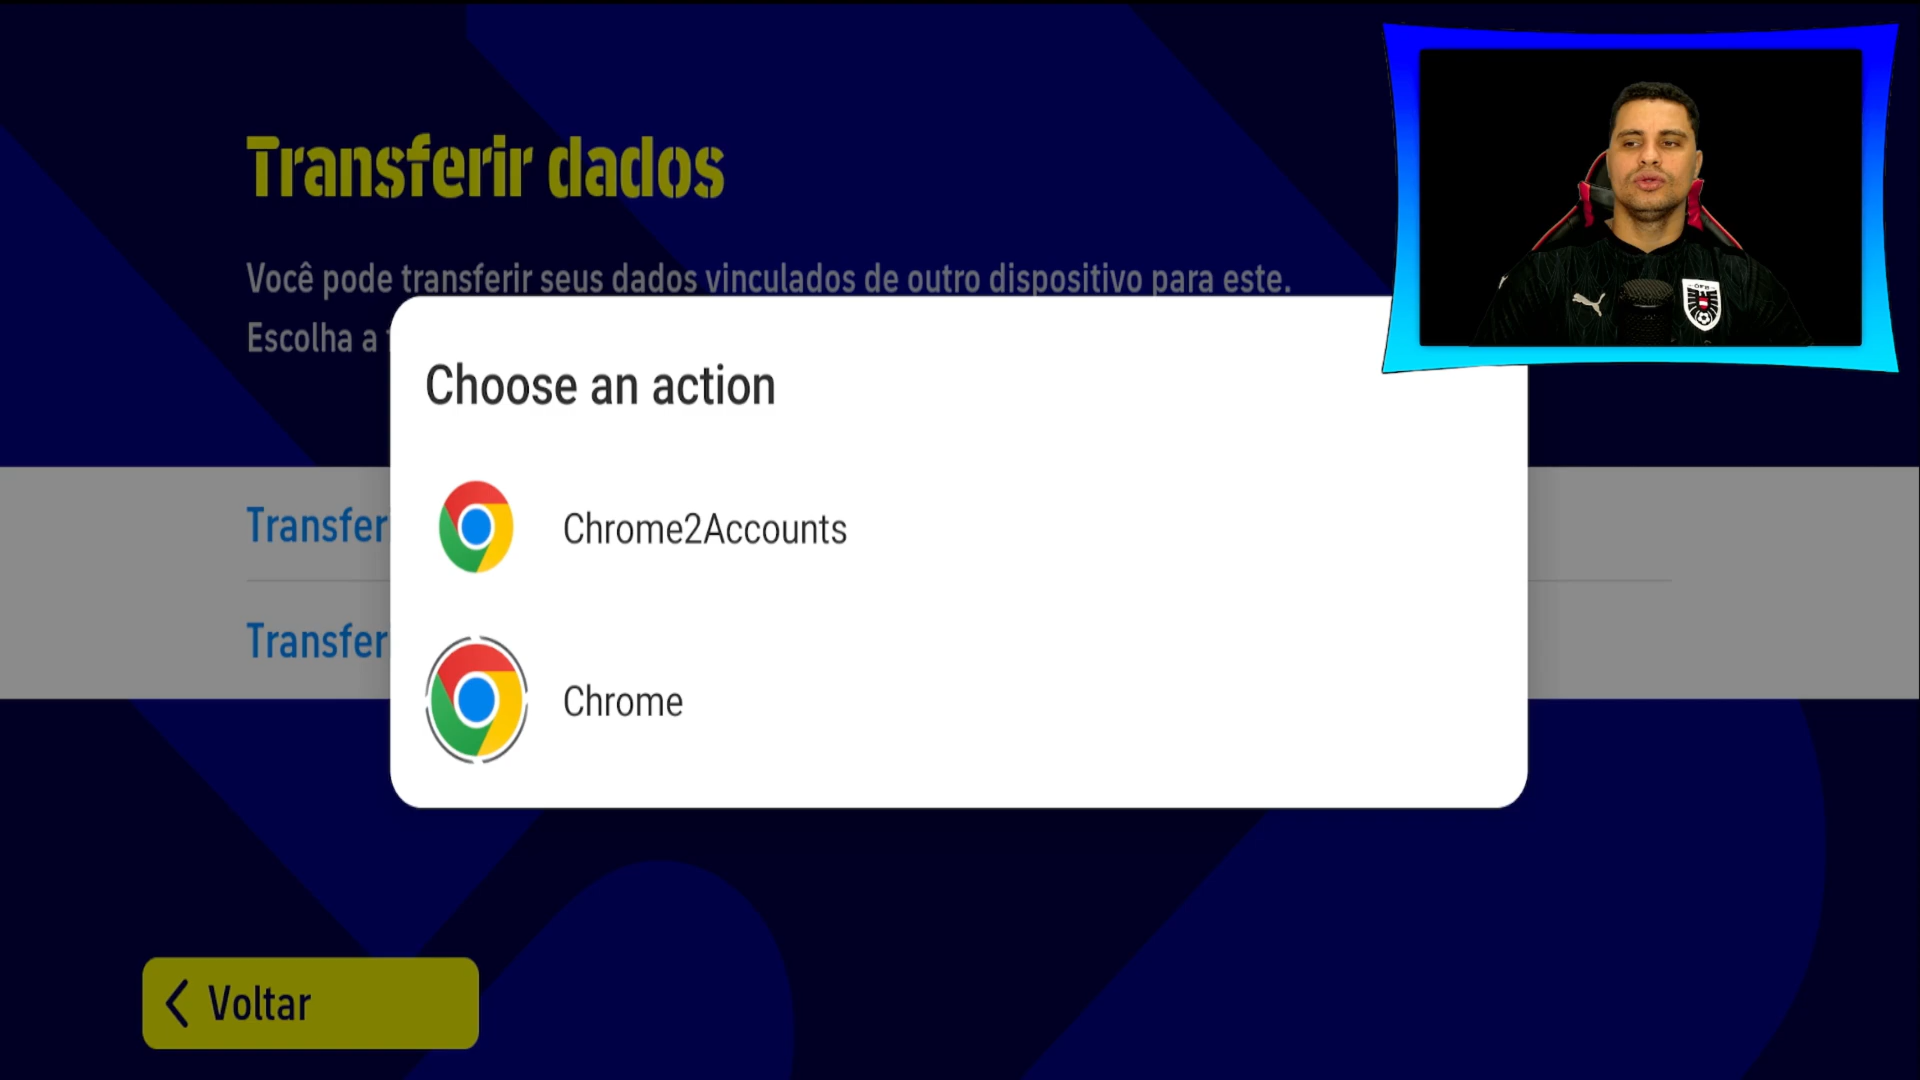 Transferir dados
Você pode transferir seus dados vinculados de outro dispositivo para este.
Escolha a
Choose an action
Transfer
Chrome2Accounts
Transfer
Chrome
Voltar